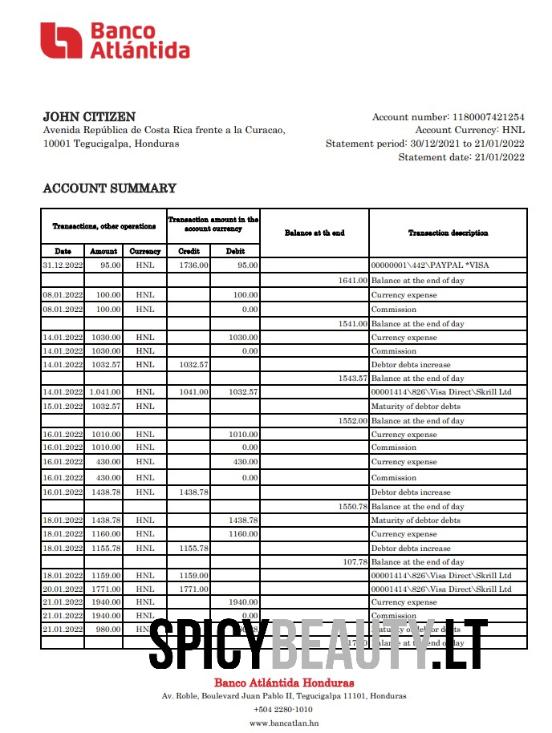 Banco
Atlántida
JOHN CITIZEN
Avenida República de Costa Rica frente a la Curacao,
10001 Tegucigalpa, Honduras
Account number: 1180007421254
Account Currency: HNL
Statement period: 30/12/2021 to 21/01/2022
Statement date: 21/01/2022
ACCOUNT SUMMARY
Transactions, other operations Transaction amount in the account currency Balance at th end Transaction description
Date Amount Currency Credit Debit
31.12.2022 95.00 HNL 1736.00 95.00 00000001\442\PAYPAL *VISA
1641.00 Balance at the end of day
08.01.2022 100.00 HNL 100.00 Currency expense
08.01.2022 100.00 HNL 0.00 Commission
1541.00 Balance at the end of day
14.01.2022 1030.00 HNL 1030.00 Currency expense
14.01.2022 1030.00 HNL 0.00 Commission
14.01.2022 1032.57 HNL 1032.57 Debtor debts increase
1543.57 Balance at the end of day
14.01.2022 1.041.00 HNL 1041.00 1032.57 00001414\826\Visa Direct\Skrill Ltd
15.01.2022 1032.57 HNL Maturity of debtor debts
1552.00 Balance at the end of day
16.01.2022 1010.00 HNL 1010.00 Currency expense
16.01.2022 1010.00 HNL 0.00 Commission
16.01.2022 430.00 HNL 430.00 Currency expense
16.01.2022 430.00 HNL 0.00 Commission
16.01.2022 1438.78 HNL 1438.78 Debtor debts increase
1550.78 Balance at the end of day
18.01.2022 1438.78 HNL 1438.78 Maturity of debtor debts
18.01.2022 1160.00 HNL 1160.00 Currency expense
18.01.2022 1155.78 HNL 1155.78 Debtor debts increase
107.78 Balance at the end of day
18.01.2022 1159.00 HNL 1159.00 00001414\826\Visa Direct\Skrill Ltd
20.01.2022 1771.00 HNL 1771.00 00001414\826\Visa Direct\Skrill Ltd
21.01.2022 1940.00 HNL 1940.00 Currency expense
21.01.2022 1940.00 HNL 0.00 Commission
21.01.2022 980.00
SPICYBEAUTY.LT
Banco Atlántida Honduras
Av. Roble, Boulevard Juan Pablo II, Tegucigalpa 11101, Honduras
+504 2280-1010
www.bancatlan.hn